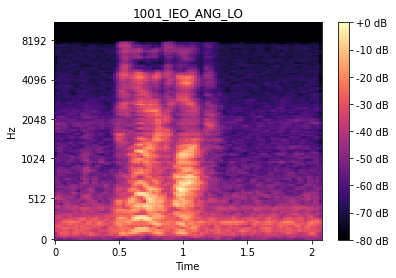 1001_IEO_ANG_LO
Hz
8192
4096
2048
1024
512
0
0
0.5
1
1.5
2
Time
+0 dB
-10 dB
-20 dB
-30 dB
-40 dB
-50 dB
-60 dB
-70 dB
-80 dB